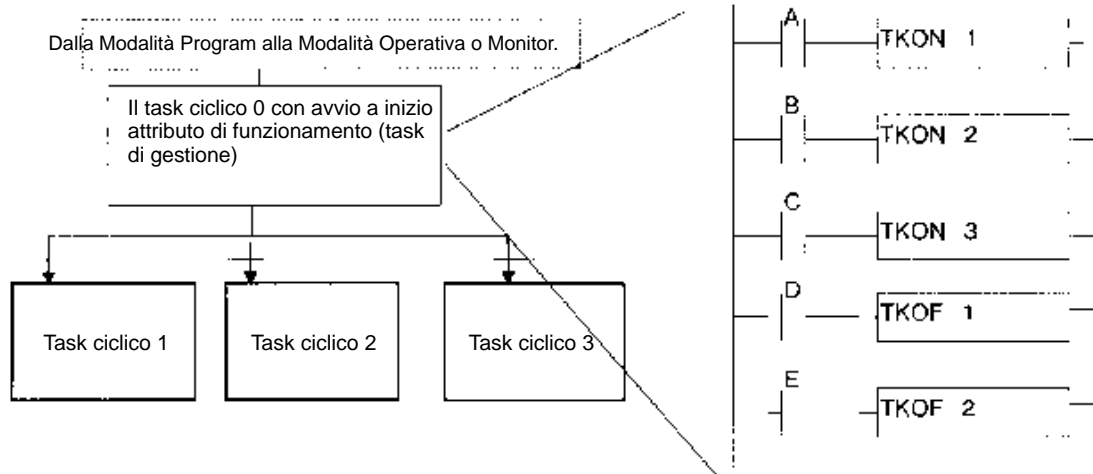 Dalla Modalità Program alla Modalità Operativa o Monitor.
Il task ciclico 0 con avvio a inizio
attributo di funzionamento (task
di gestione)
Task ciclico 1
Task ciclico 2
Task ciclico 3
A
TKON 1
B
TKON 2
C
TKON 3
D
TKOF 1
E
TKOF 2